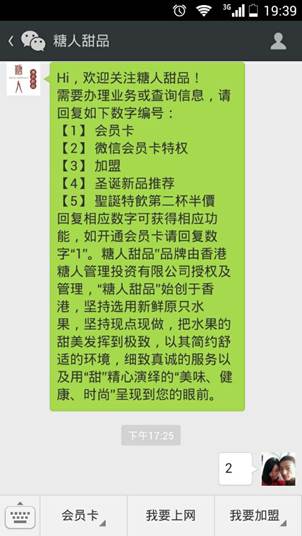 3G 19:39
糖人甜品
糖人
Hi，欢迎关注糖人甜品！
需要办理业务或查询信息，请
回复如下数字编号：
【1】会员卡
【2】微信会员卡特权
【3】加盟
【4】圣诞新品推荐
【5】聖誕特飲第二杯半價
回复相应数字可获得相应功
能，如开通会员卡请回复数
字“1”。糖人甜品”品牌由香港
糖人管理投资有限公司授权及
管理，“糖人甜品”始创于香
港，坚持选用新鲜原只水
果，坚持现点现做，把水果的
甜美发挥到极致，以其简约舒
适的环境，细致真诚的服务以
及用“甜”精心演绎的“美味、健
康、时尚”呈现到您的眼前。
下午17:25
2
会员卡
我要上网
我要加盟